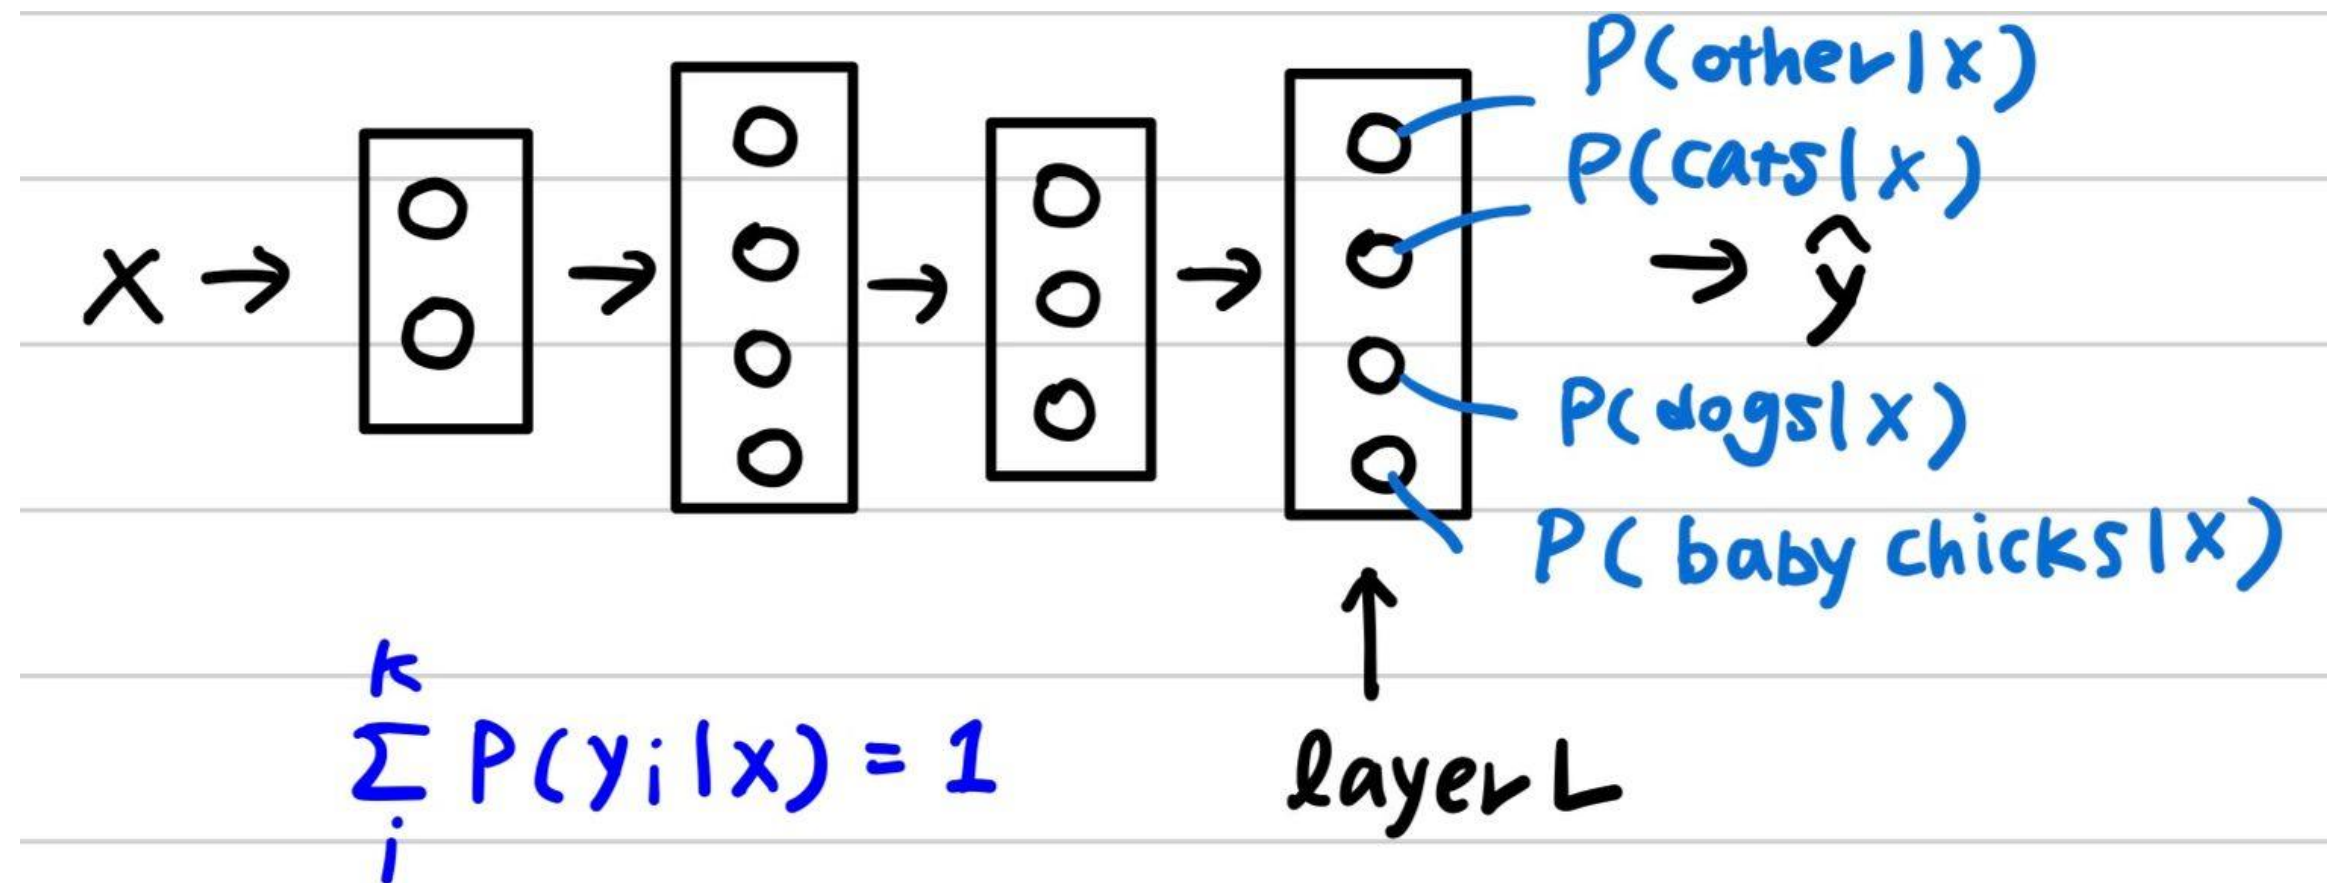 P(other|x)
P(cats|x)
X → → → → → ŷ
P(dogs|x)
P(baby chicks|x)
k
∑ P(yᵢ|x) = 1
i
layer L